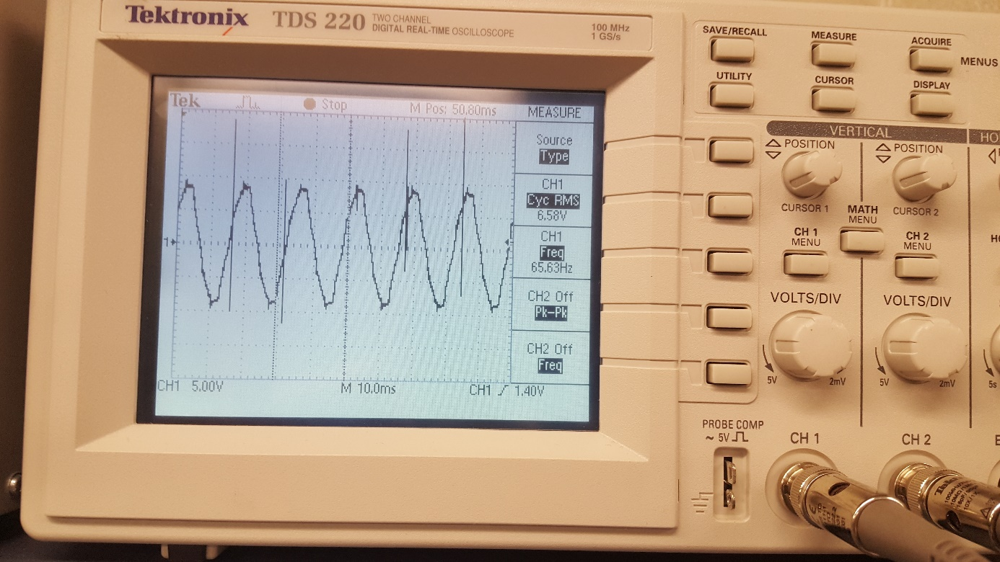 Tektronix TDS 220 TWO CHANNEL
DIGITAL REAL-TIME OSCILLOSCOPE
100 MHz
1 GS/s
Tek Stop M Pos: 50.80ms MEASURE
Source
Type
CH1
Cyc RMS
6.58V
CH1
Freq
65.63Hz
CH2 Off
Pk-Pk
CH2 Off
Freq
1
CH1 5.00V M 10.0ms CH1 1.40V
SAVE/RECALL MEASURE ACQUIRE
MENUS
UTILITY CURSOR DISPLAY
VERTICAL HO
POSITION POSITION
CURSOR 1 CURSOR 2
MATH
MENU
CH 1
MENU
CH 2
MENU
VOLTS/DIV VOLTS/DIV
5V 2mV 5V 2mV 5s
PROBE COMP
~ 5V
CH 1 CH 2